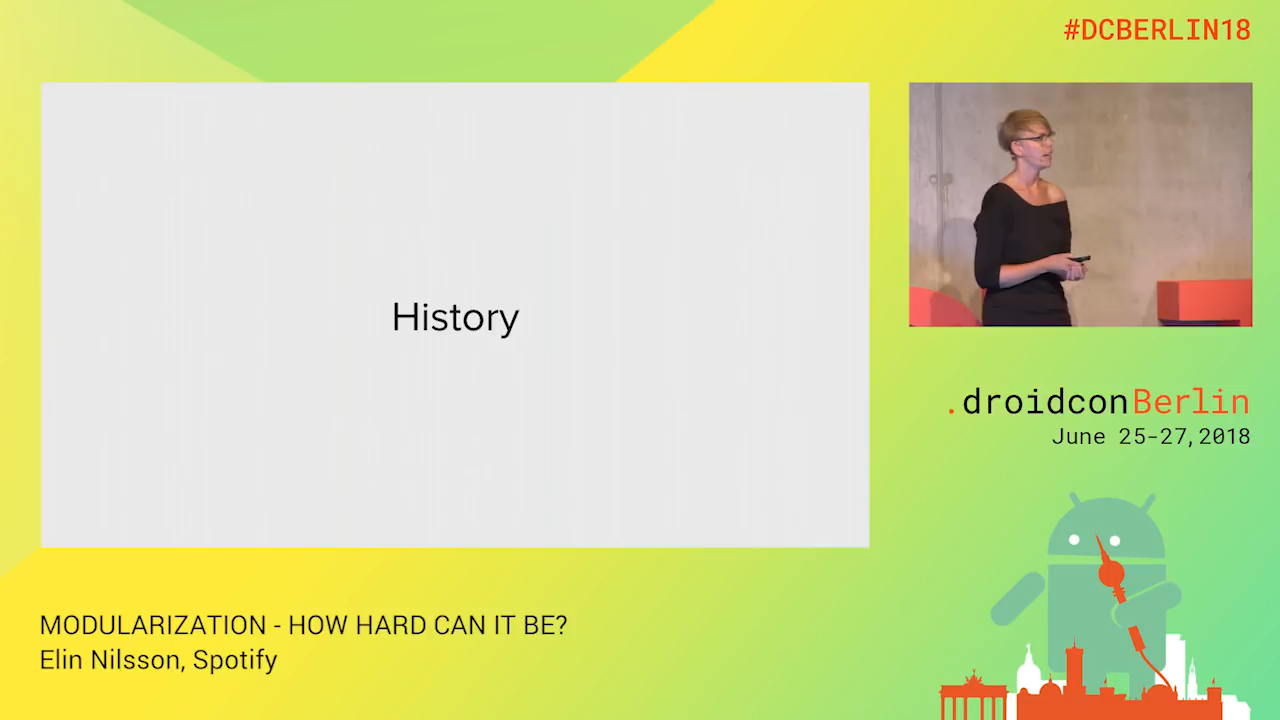 #DCBERLIN18
History
.droidconBerlin
June 25-27,2018
MODULARIZATION - HOW HARD CAN IT BE?
Elin Nilsson, Spotify